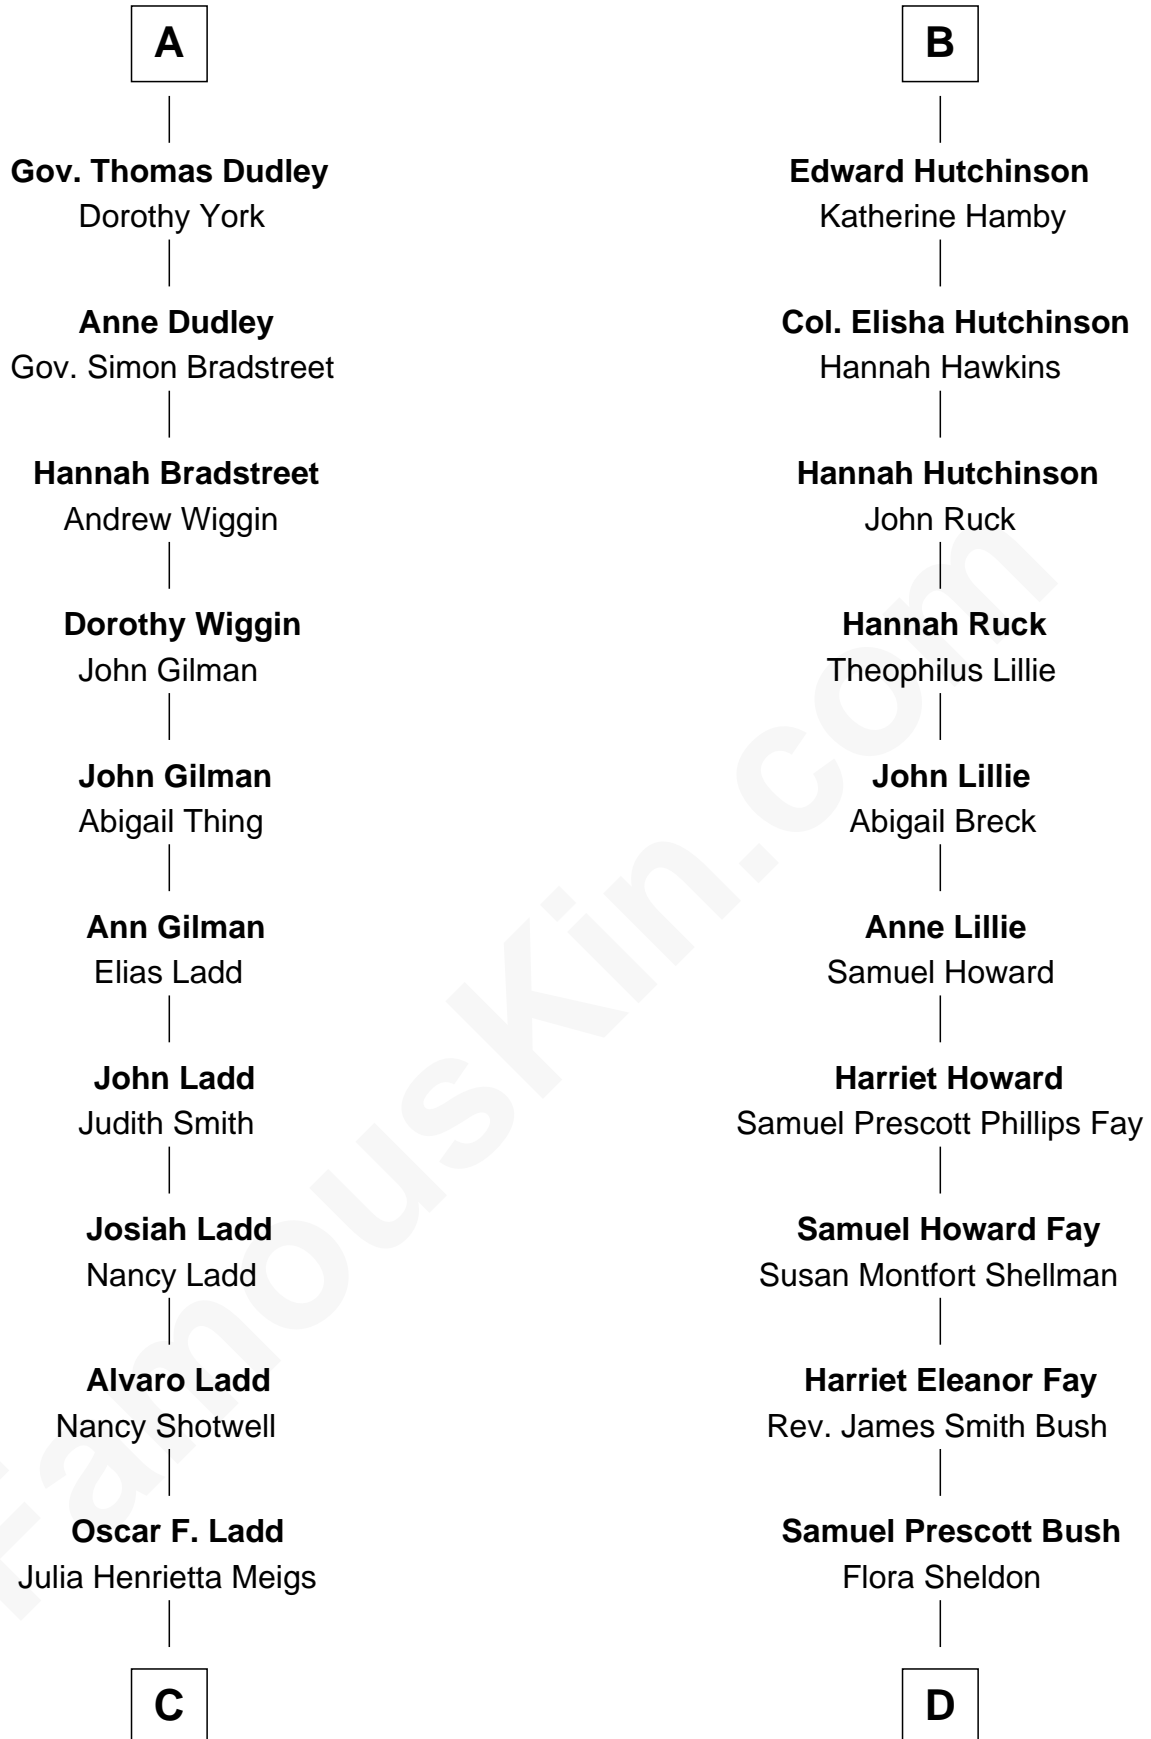 A
Gov. Thomas Dudley
Dorothy York
Anne Dudley
Gov. Simon Bradstreet
Hannah Bradstreet
Andrew Wiggin
Dorothy Wiggin
John Gilman
John Gilman
Abigail Thing
Ann Gilman
Elias Ladd
John Ladd
Judith Smith
Josiah Ladd
Nancy Ladd
Alvaro Ladd
Nancy Shotwell
Oscar F. Ladd
Julia Henrietta Meigs
C
B
Edward Hutchinson
Katherine Hamby
Col. Elisha Hutchinson
Hannah Hawkins
Hannah Hutchinson
John Ruck
Hannah Ruck
Theophilus Lillie
John Lillie
Abigail Breck
Anne Lillie
Samuel Howard
Harriet Howard
Samuel Prescott Phillips Fay
Samuel Howard Fay
Susan Montfort Shellman
Harriet Eleanor Fay
Rev. James Smith Bush
Samuel Prescott Bush
Flora Sheldon
D
FamousKin.com